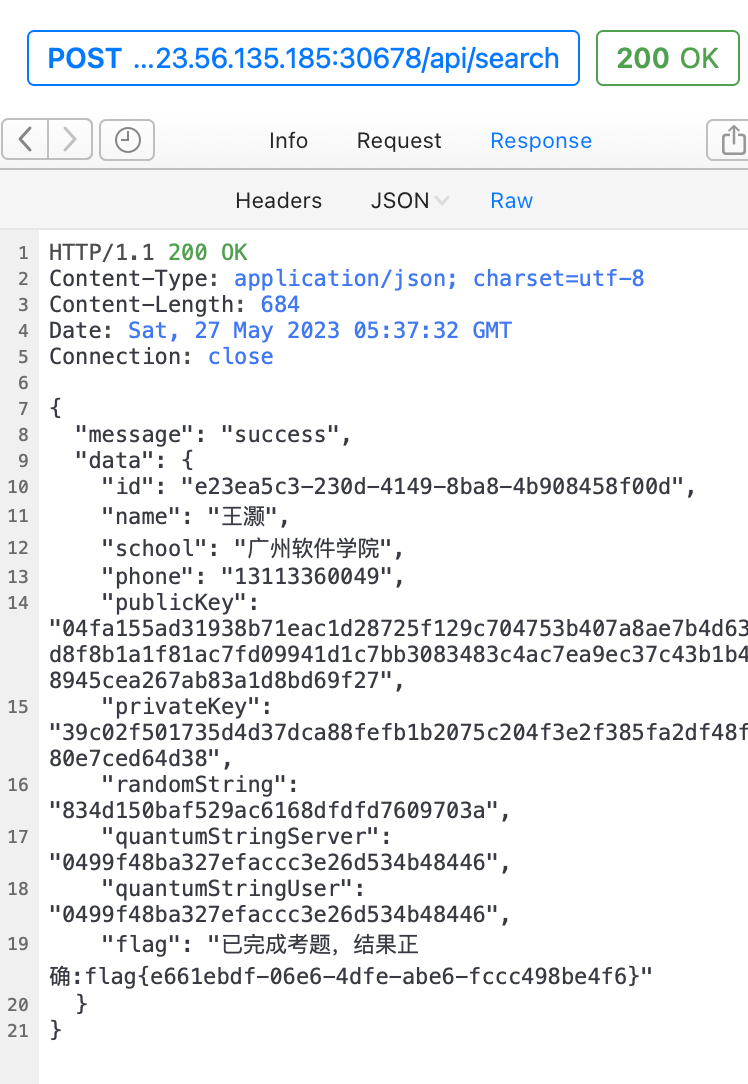 POST ...23.56.135.185:30678/api/search 200 OK
Info Request Response
Headers JSON Raw
1 HTTP/1.1 200 OK
2 Content-Type: application/json; charset=utf-8
3 Content-Length: 684
4 Date: Sat, 27 May 2023 05:37:32 GMT
5 Connection: close
6
7 {
8 "message": "success",
9 "data": {
10 "id": "e23ea5c3-230d-4149-8ba8-4b908458f00d",
11 "name": "王灏",
12 "school": "广州软件学院",
13 "phone": "13113360049",
14 "publicKey":
"04fa155ad31938b71eac1d28725f129c704753b407a8ae7b4d63
d8f8b1a1f81ac7fd09941d1c7bb3083483c4ac7ea9ec37c43b1b4
8945cea267ab83a1d8bd69f27",
15 "privateKey":
"39c02f501735d4d37dca88fefb1b2075c204f3e2f385fa2df48f
80e7ced64d38",
16 "randomString":
"834d150baf529ac6168dfdfd7609703a",
17 "quantumStringServer":
"0499f48ba327efaccc3e26d534b48446",
18 "quantumStringUser":
"0499f48ba327efaccc3e26d534b48446",
19 "flag": "已完成考题，结果正
确:flag{e661ebdf-06e6-4dfe-abe6-fccc498be4f6}"
20 }
21 }